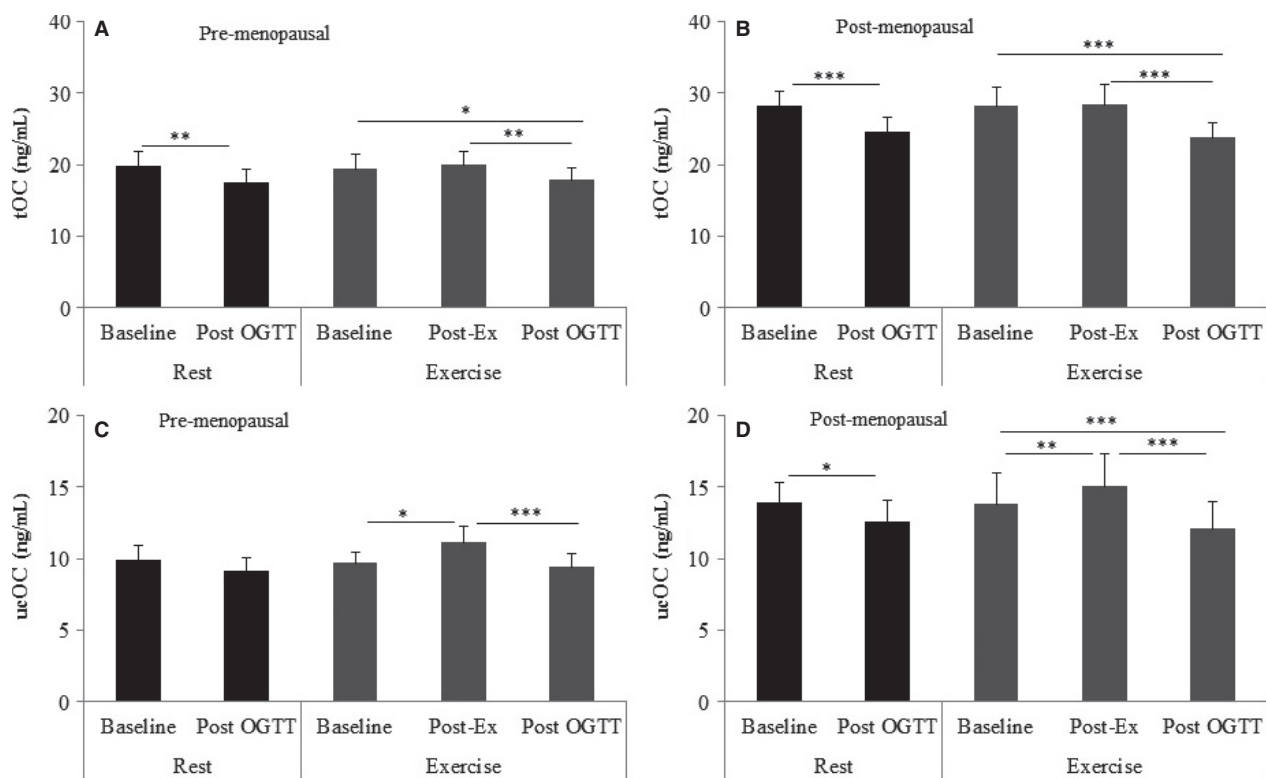 A Pre-menopausal
tOC (ng/mL)
40
30
20
10
0
** * **
Baseline Post OGTT Baseline Post-Ex Post OGTT
Rest Exercise
B Post-menopausal
tOC (ng/mL)
40
30
20
10
0
*** *** ***
Baseline Post OGTT Baseline Post-Ex Post OGTT
Rest Exercise
C Pre-menopausal
ucOC (ng/mL)
20
15
10
5
0
* ***
Baseline Post OGTT Baseline Post-Ex Post OGTT
Rest Exercise
D Post-menopausal
ucOC (ng/mL)
20
15
10
5
0
* *** ** ***
Baseline Post OGTT Baseline Post-Ex Post OGTT
Rest Exercise